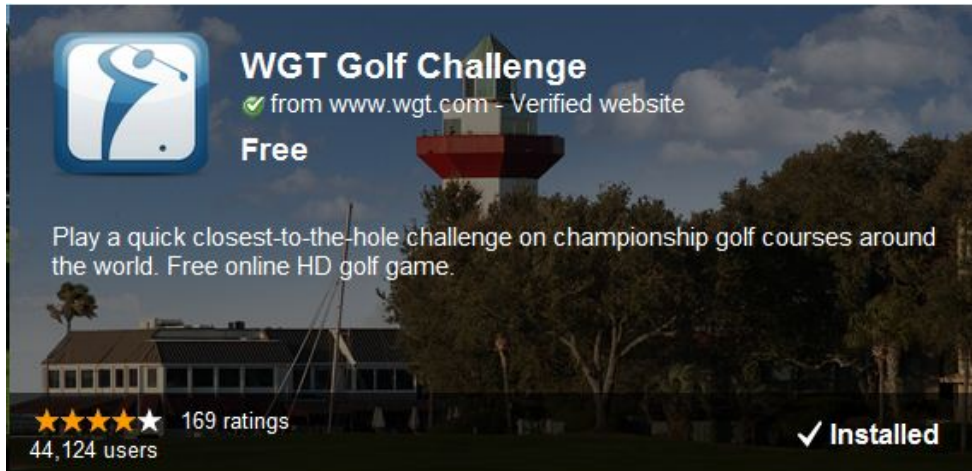 WGT Golf Challenge
from www.wgt.com - Verified website
Free
Play a quick closest-to-the-hole challenge on championship golf courses around
the world. Free online HD golf game.
169 ratings
44,124 users
Installed